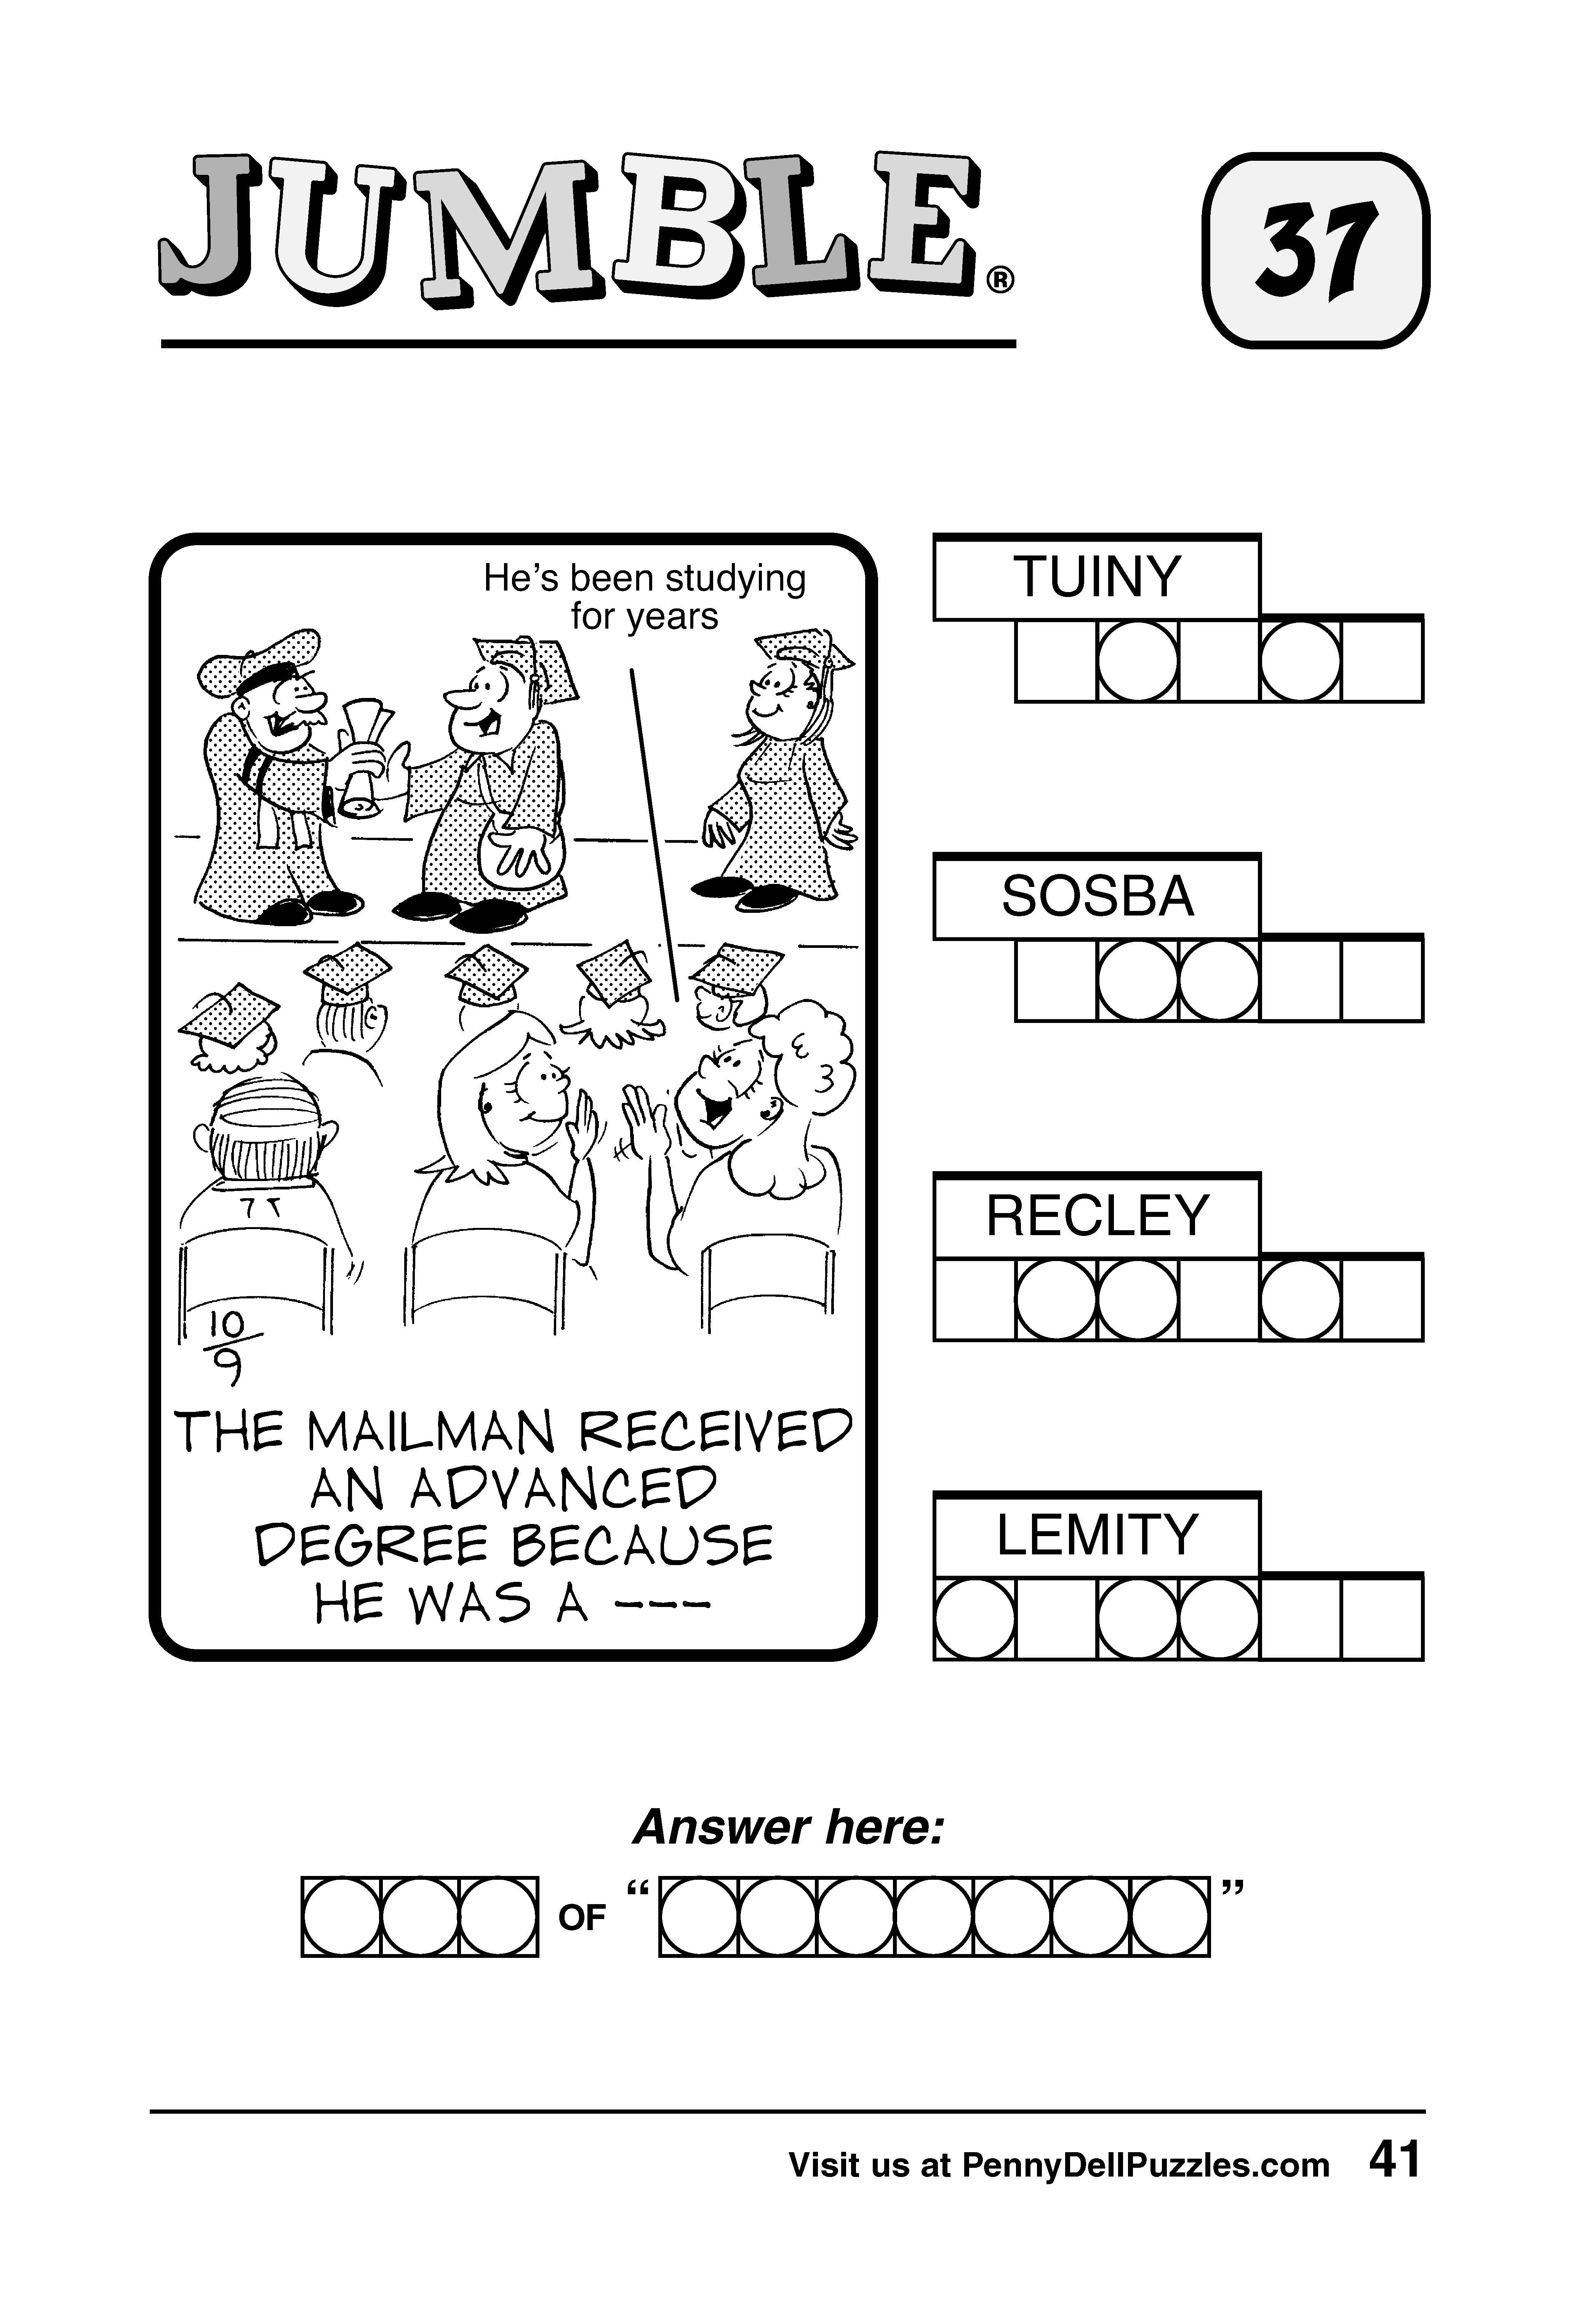 JUMBLE®
37
He's been studying
for years
10
9
THE MAILMAN RECEIVED
AN ADVANCED
DEGREE BECAUSE
HE WAS A ---
TUINY
SOSBA
RECLEY
LEMITY
Answer here:
OF “ ”
Visit us at PennyDellPuzzles.com 41